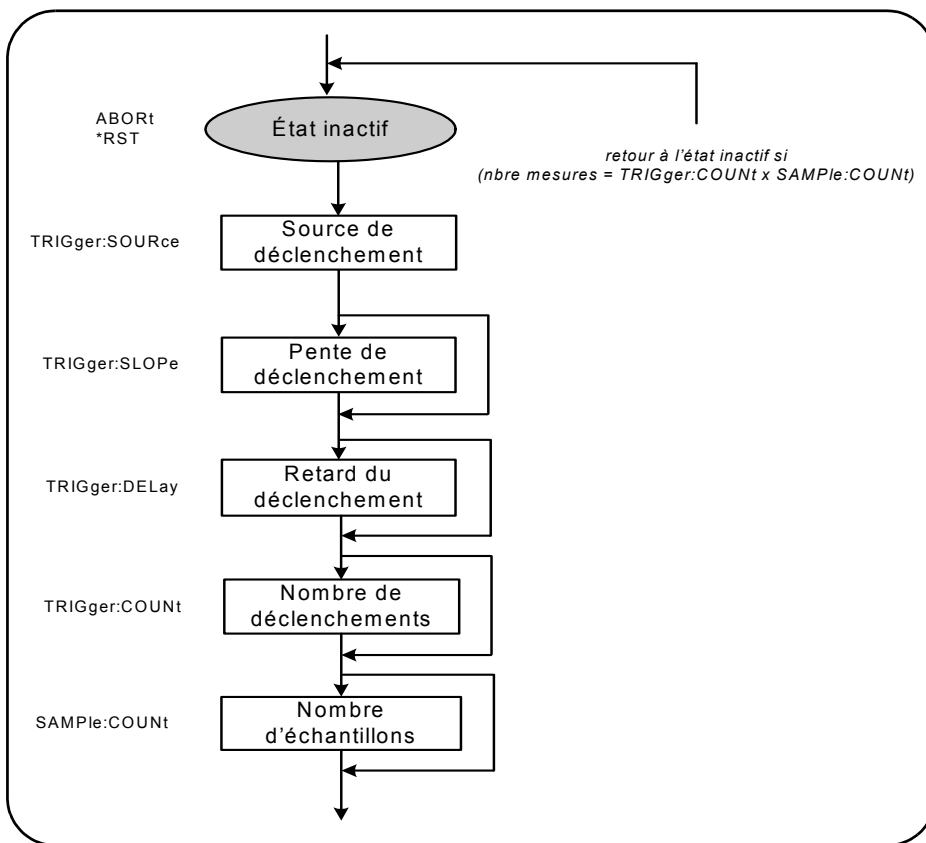 ABORt
*RST
État inactif
retour à l'état inactif si
(nbre mesures = TRIGger:COUNt x SAMPle:COUNt)
TRIGger:SOURce
Source de
déclenchement
TRIGger:SLOPe
Pente de
déclenchement
TRIGger:DELay
Retard du
déclenchement
TRIGger:COUNt
Nombre de
déclenchements
SAMPle:COUNt
Nombre
d'échantillons